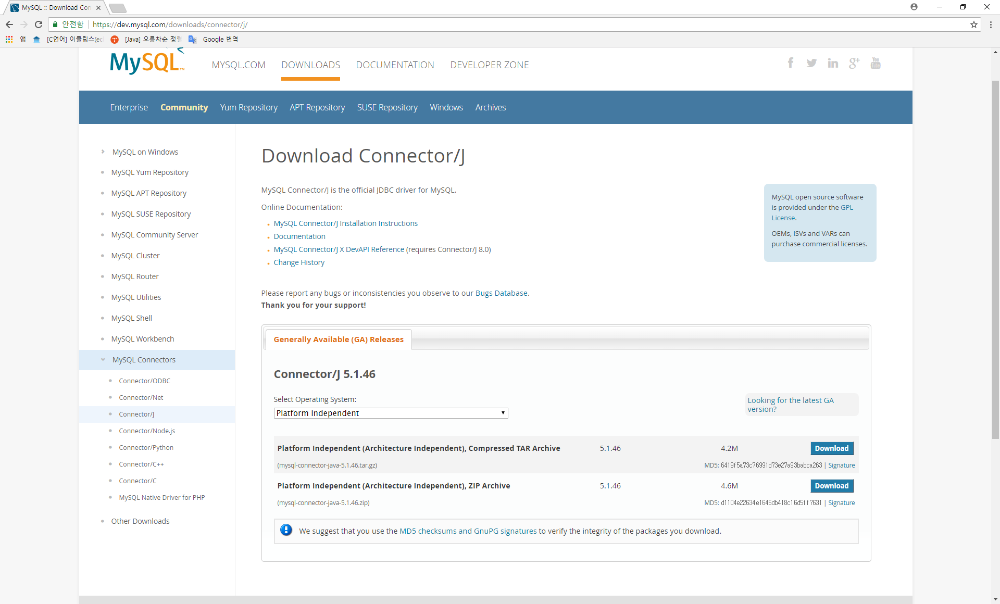 MySQL :: Download Con
안전함 | https://dev.mysql.com/downloads/connector/j/
앱 [C언어] 이클립스(ec [Java] 오름차순 정렬 Google 번역
MySQL™ MYSQL.COM DOWNLOADS DOCUMENTATION DEVELOPER ZONE
Enterprise Community Yum Repository APT Repository SUSE Repository Windows Archives
MySQL on Windows
MySQL Yum Repository
MySQL APT Repository
MySQL SUSE Repository
MySQL Community Server
MySQL Cluster
MySQL Router
MySQL Utilities
MySQL Shell
MySQL Workbench
MySQL Connectors
Connector/ODBC
Connector/Net
Connector/J
Connector/Node.js
Connector/Python
Connector/C++
Connector/C
MySQL Native Driver for PHP
Other Downloads
Download Connector/J
MySQL Connector/J is the official JDBC driver for MySQL.
Online Documentation:
MySQL Connector/J Installation Instructions
Documentation
MySQL Connector/J X DevAPI Reference (requires Connector/J 8.0)
Change History
Please report any bugs or inconsistencies you observe to our Bugs Database.
Thank you for your support!
MySQL open source software
is provided under the GPL
License.
OEMs, ISVs and VARs can
purchase commercial licenses.
Generally Available (GA) Releases
Connector/J 5.1.46
Select Operating System:
Platform Independent
Looking for the latest GA
version?
Platform Independent (Architecture Independent), Compressed TAR Archive 5.1.46 4.2M Download
(mysql-connector-java-5.1.46.tar.gz) MD5: 6419f5a73c76991d73e27a93babca263 | Signature
Platform Independent (Architecture Independent), ZIP Archive 5.1.46 4.6M Download
(mysql-connector-java-5.1.46.zip) MD5: d1104e22634e1645db418c16d5ff7631 | Signature
We suggest that you use the MD5 checksums and GnuPG signatures to verify the integrity of the packages you download.